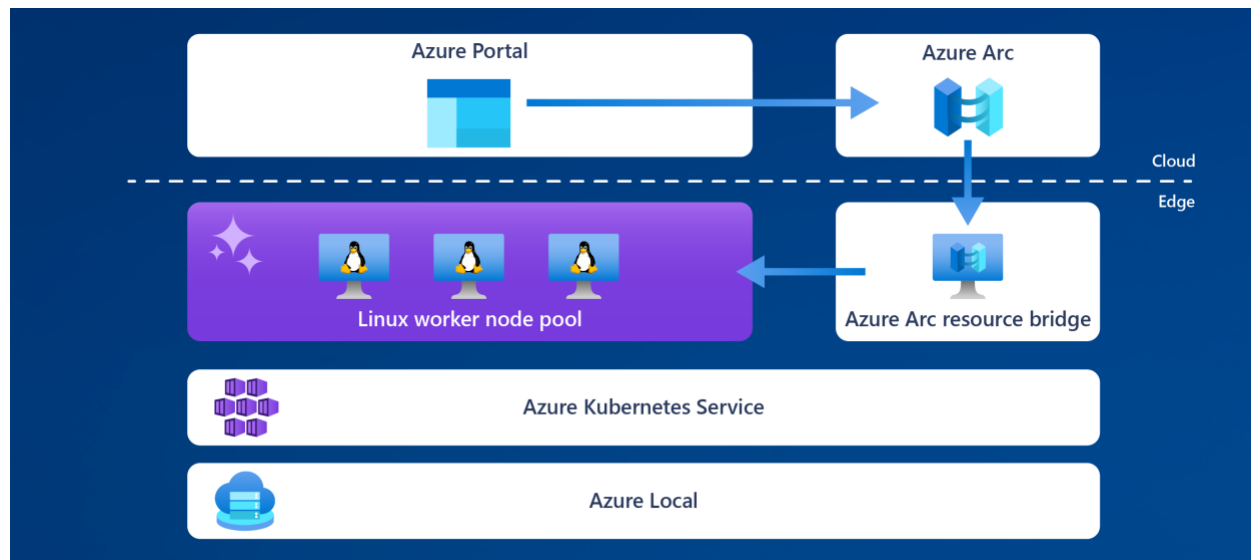 Azure Portal
Azure Arc
Cloud
Edge
Linux worker node pool
Azure Arc resource bridge
Azure Kubernetes Service
Azure Local